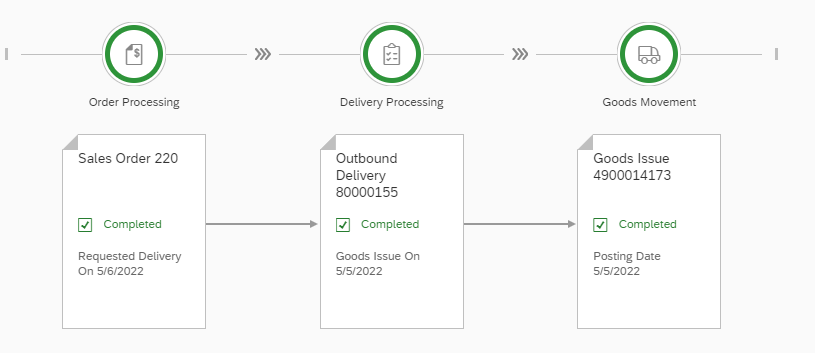 Order Processing
Delivery Processing
Goods Movement
Sales Order 220
Completed
Requested Delivery
On 5/6/2022
Outbound
Delivery
80000155
Completed
Goods Issue On
5/5/2022
Goods Issue
4900014173
Completed
Posting Date
5/5/2022